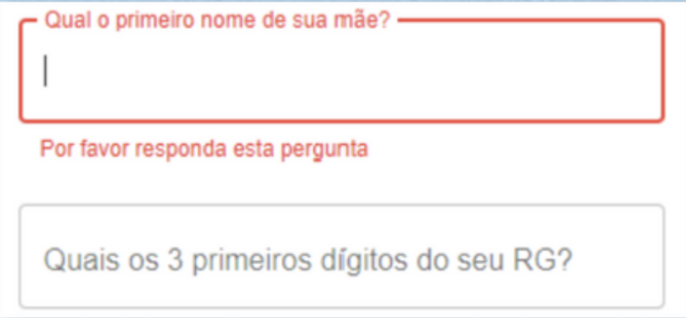 Qual o primeiro nome de sua mãe?
Por favor responda esta pergunta
Quais os 3 primeiros dígitos do seu RG?